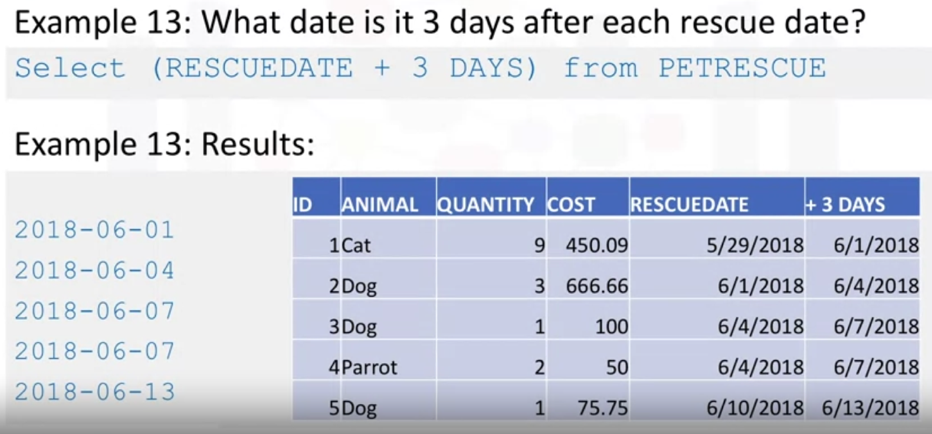 Example 13: What date is it 3 days after each rescue date?
Select (RESCUEDATE + 3 DAYS) from PETRESCUE
Example 13: Results:
2018-06-01
2018-06-04
2018-06-07
2018-06-07
2018-06-13
ID ANIMAL QUANTITY COST RESCUEDATE + 3 DAYS
1 Cat 9 450.09 5/29/2018 6/1/2018
2 Dog 3 666.66 6/1/2018 6/4/2018
3 Dog 1 100 6/4/2018 6/7/2018
4 Parrot 2 50 6/4/2018 6/7/2018
5 Dog 1 75.75 6/10/2018 6/13/2018